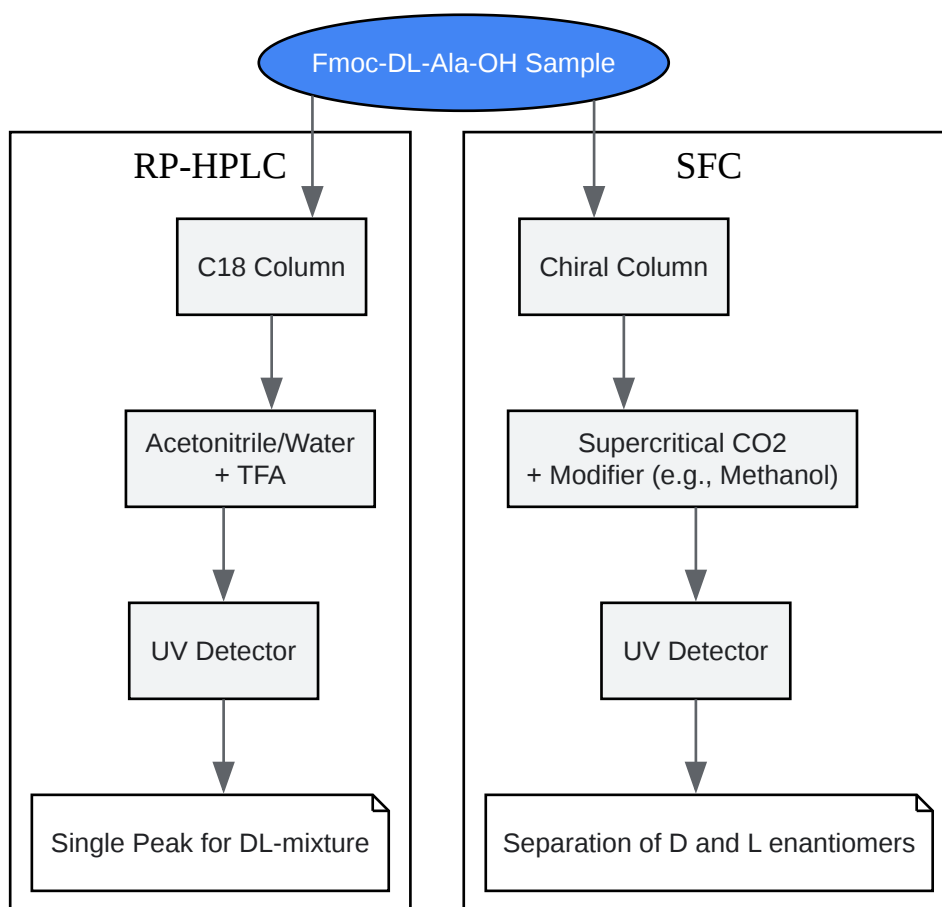 Fmoc-DL-Ala-OH Sample
RP-HPLC
C18 Column
Acetonitrile/Water
+ TFA
UV Detector
Single Peak for DL-mixture
SFC
Chiral Column
Supercritical CO2
+ Modifier (e.g., Methanol)
UV Detector
Separation of D and L enantiomers